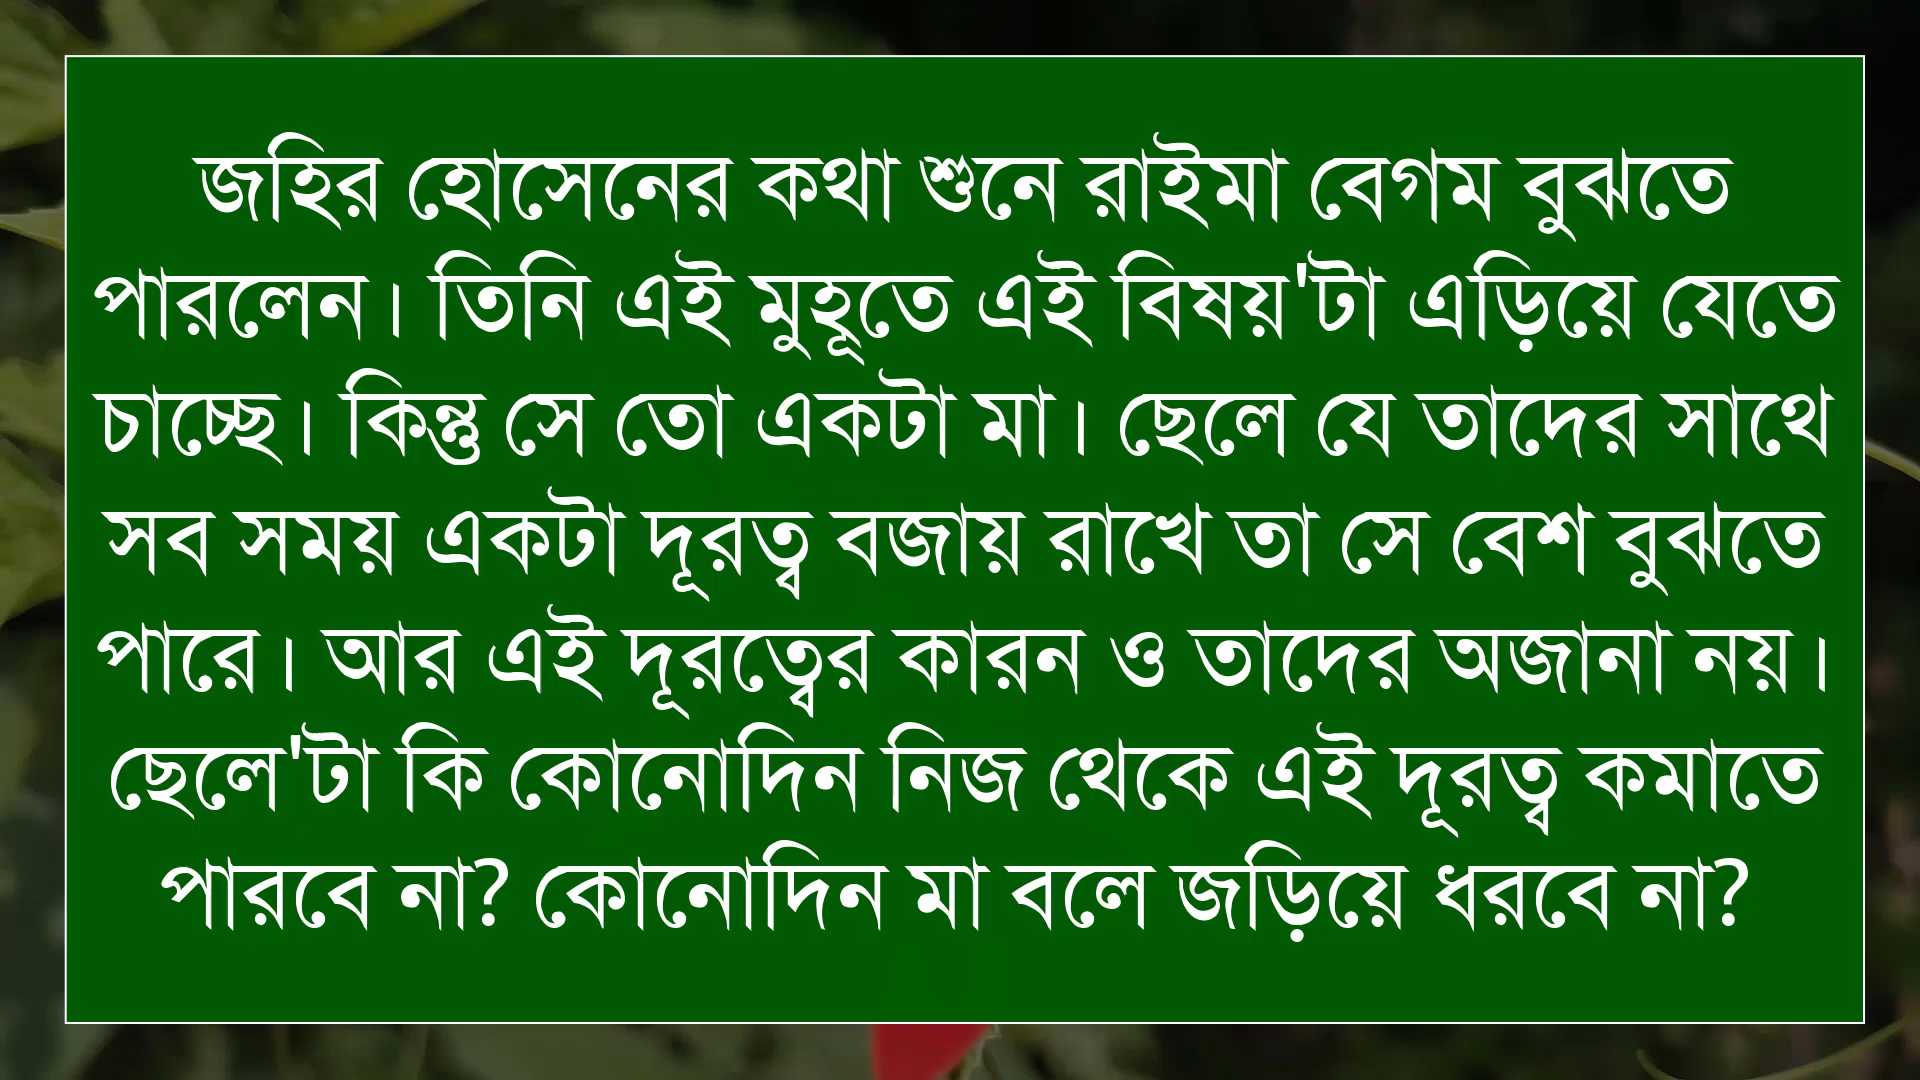 জহির হোসেনের কথা শুনে রাইমা বেগম বুঝতে
পারলেন। তিনি এই মুহূতে এই বিষয়'টা এড়িয়ে যেতে
চাচ্ছে। কিন্তু সে তো একটা মা। ছেলে যে তাদের সাথে
সব সময় একটা দূরত্ব বজায় রাখে তা সে বেশ বুঝতে
পারে। আর এই দূরত্বের কারন ও তাদের অজানা নয়।
ছেলে'টা কি কোনোদিন নিজ থেকে এই দূরত্ব কমাতে
পারবে না? কোনোদিন মা বলে জড়িয়ে ধরবে না?